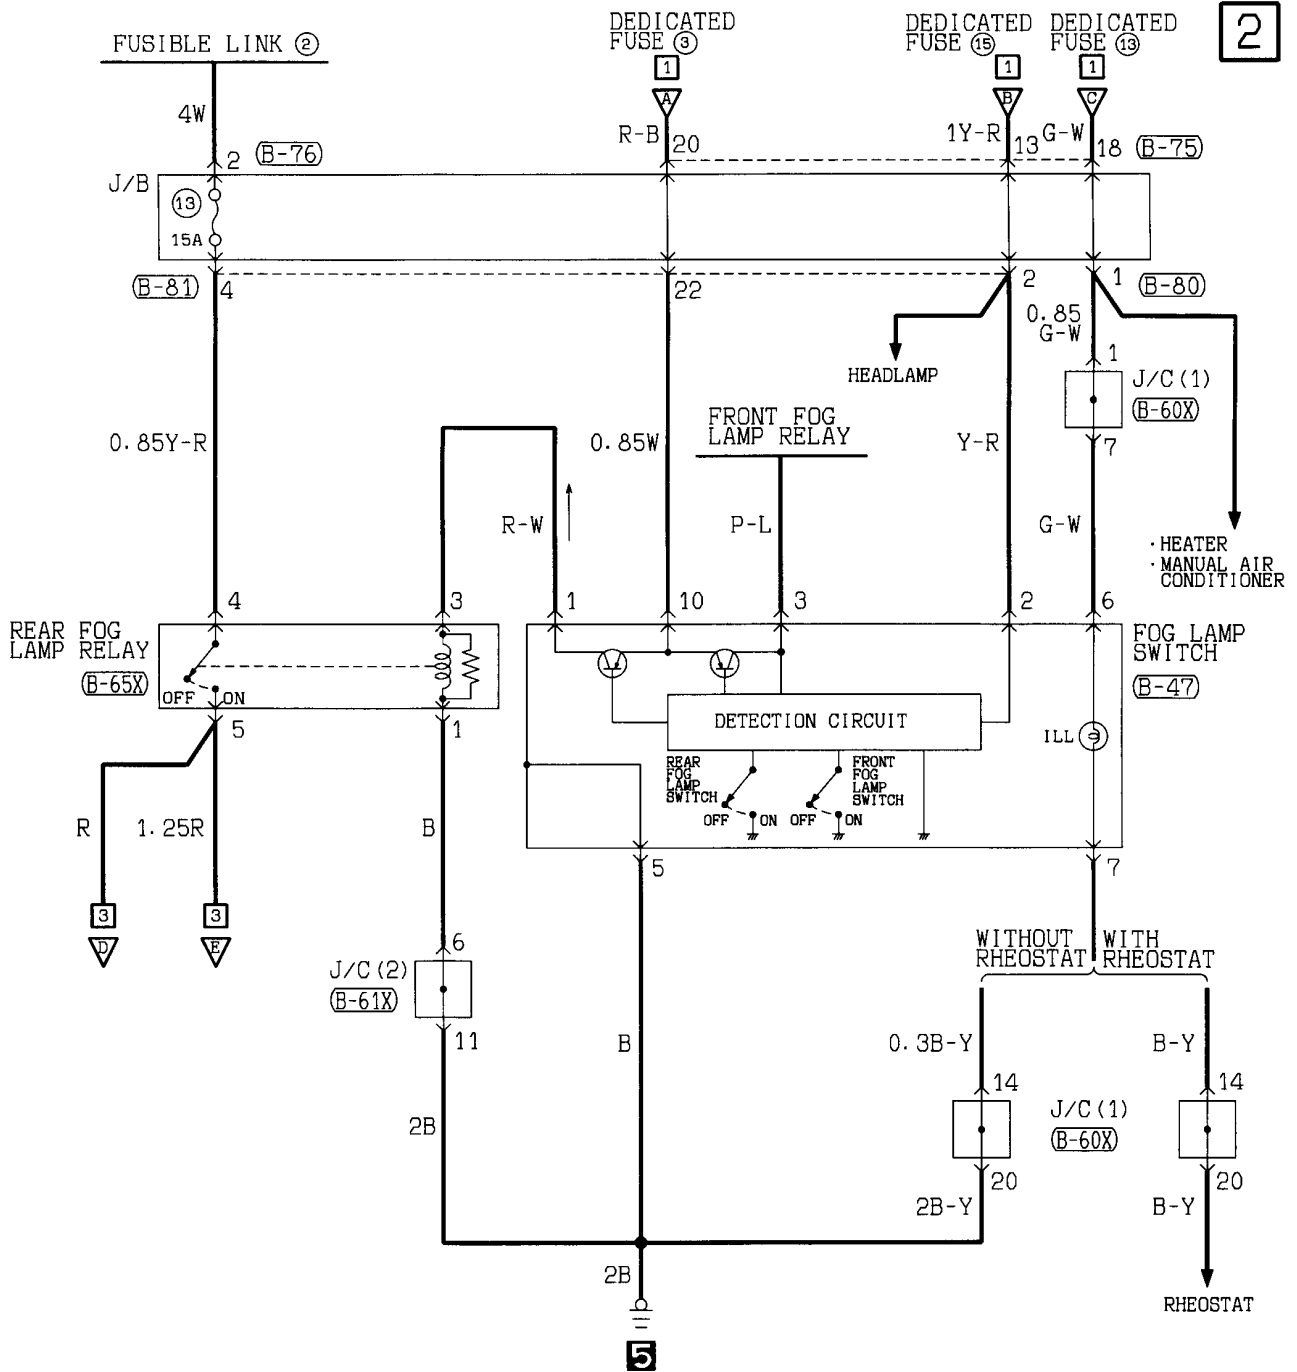 2
FUSIBLE LINK ②
DEDICATED
FUSE ③
DEDICATED
FUSE ⑮
DEDICATED
FUSE ⑬
1
1
1
A
B
C
4W
R-B
20
1Y-R
13
G-W
18
(B-75)
2
(B-76)
J/B
⑬
15A
(B-81)
4
22
2
1
(B-80)
0.85
G-W
HEADLAMP
1
J/C(1)
(B-60X)
7
FRONT FOG
LAMP RELAY
0.85Y-R
0.85W
Y-R
R-W
P-L
G-W
· HEATER
· MANUAL AIR
CONDITIONER
4
3
1
10
3
2
6
REAR FOG
LAMP RELAY
(B-65X)
OFF
ON
FOG LAMP
SWITCH
(B-47)
DETECTION CIRCUIT
ILL
5
1
REAR
FOG
LAMP
SWITCH
OFF
ON
FRONT
FOG
LAMP
SWITCH
OFF
ON
R
1.25R
B
5
7
3
3
D
E
6
J/C(2)
(B-61X)
11
WITHOUT
RHEOSTAT
WITH
RHEOSTAT
B
0.3B-Y
B-Y
14
14
J/C(1)
(B-60X)
2B
20
20
2B-Y
B-Y
2B
RHEOSTAT
5